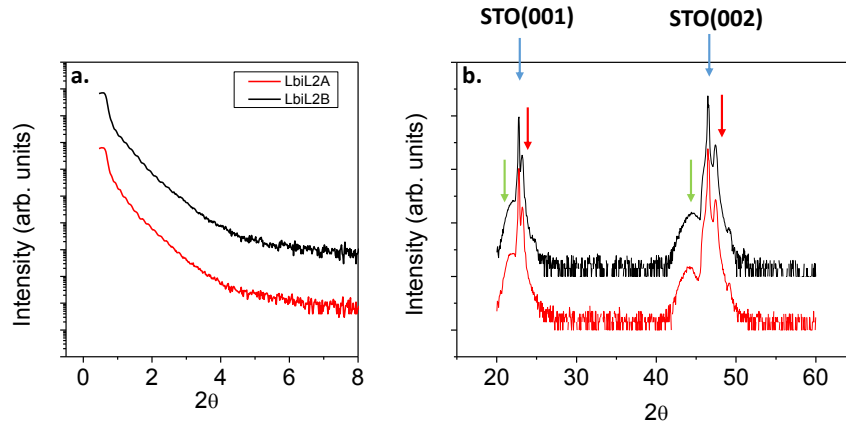 STO(001) STO(002)
a.
LbiL2A
LbiL2B
Intensity (arb. units)
0 2 4 6 8
2θ
b.
Intensity (arb. units)
20 30 40 50 60
2θ